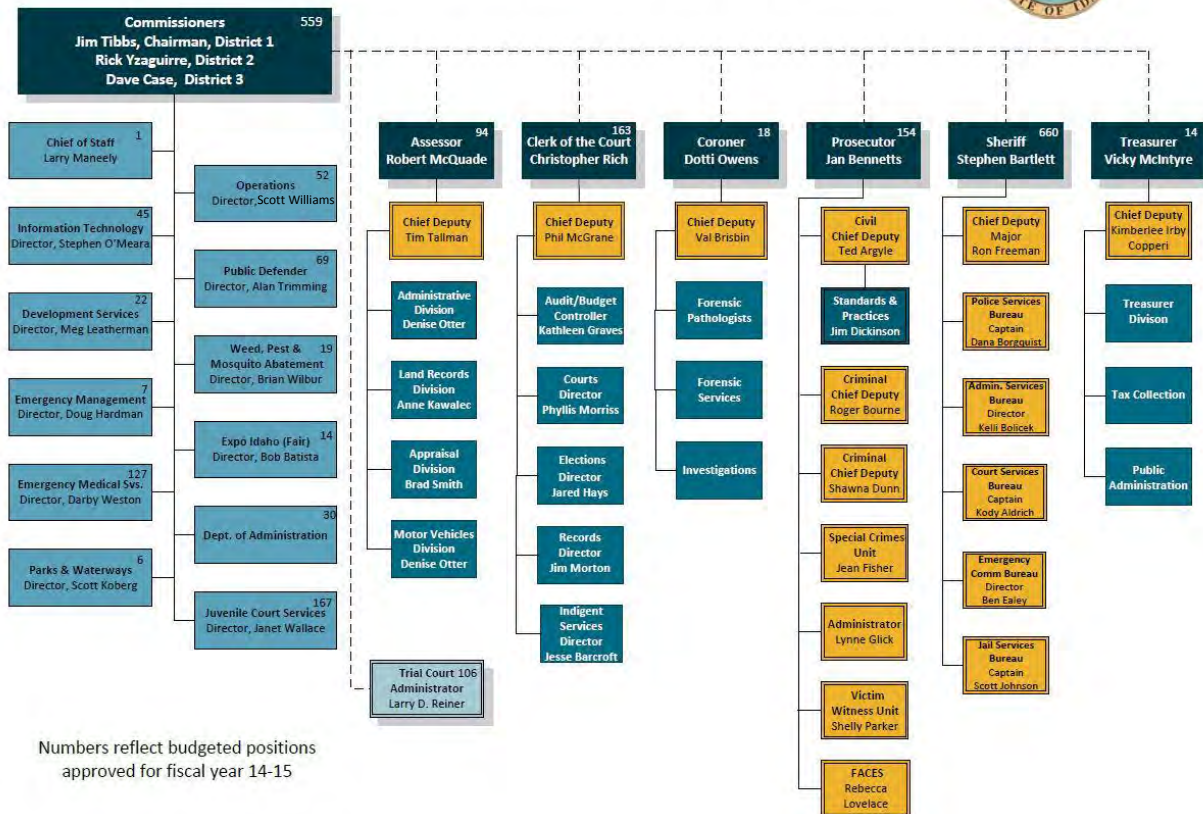 TE OF ID
Commissioners 559
Jim Tibbs, Chairman, District 1
Rick Yzaguirre, District 2
Dave Case, District 3
Chief of Staff 1
Larry Maneely
Operations 52
Director,Scott Williams
45
Information Technology
Director, Stephen O'Meara
Public Defender 69
Director, Alan Trimming
22
Development Services
Director, Meg Leatherman
Weed, Pest & 19
Mosquito Abatement
Director, Brian Wilbur
7
Emergency Management
Director, Doug Hardman
Expo Idaho (Fair) 14
Director, Bob Batista
127
Emergency Medical Svs.
Director, Darby Weston
30
Dept. of Administration
6
Parks & Waterways
Director, Scott Koberg
167
Juvenile Court Services
Director, Janet Wallace
94
Assessor
Robert McQuade
Chief Deputy
Tim Tallman
Administrative
Division
Denise Otter
Land Records
Division
Anne Kawalec
Appraisal
Division
Brad Smith
Motor Vehicles
Division
Denise Otter
Trial Court 106
Administrator
Larry D. Reiner
163
Clerk of the Court
Christopher Rich
Chief Deputy
Phil McGrane
Audit/Budget
Controller
Kathleen Graves
Courts
Director
Phyllis Morriss
Elections
Director
Jared Hays
Records
Director
Jim Morton
Indigent
Services
Director
Jesse Barcroft
18
Coroner
Dotti Owens
Chief Deputy
Val Brisbin
Forensic
Pathologists
Forensic
Services
Investigations
154
Prosecutor
Jan Bennetts
Civil
Chief Deputy
Ted Argyle
Standards &
Practices
Jim Dickinson
Criminal
Chief Deputy
Roger Bourne
Criminal
Chief Deputy
Shawna Dunn
Special Crimes
Unit
Jean Fisher
Administrator
Lynne Glick
Victim
Witness Unit
Shelly Parker
FACES
Rebecca
Lovelace
660
Sheriff
Stephen Bartlett
Chief Deputy
Major
Ron Freeman
Police Services
Bureau
Captain
Dana Borgquist
Admin. Services
Bureau
Director
Kelli Bolicek
Court Services
Bureau
Captain
Kody Aldrich
Emergency
Comm Bureau
Director
Ben Ealey
Jail Services
Bureau
Captain
Scott Johnson
14
Treasurer
Vicky McIntyre
Chief Deputy
Kimberlee Irby
Copperi
Treasurer
Divison
Tax Collection
Public
Administration
Numbers reflect budgeted positions
approved for fiscal year 14-15